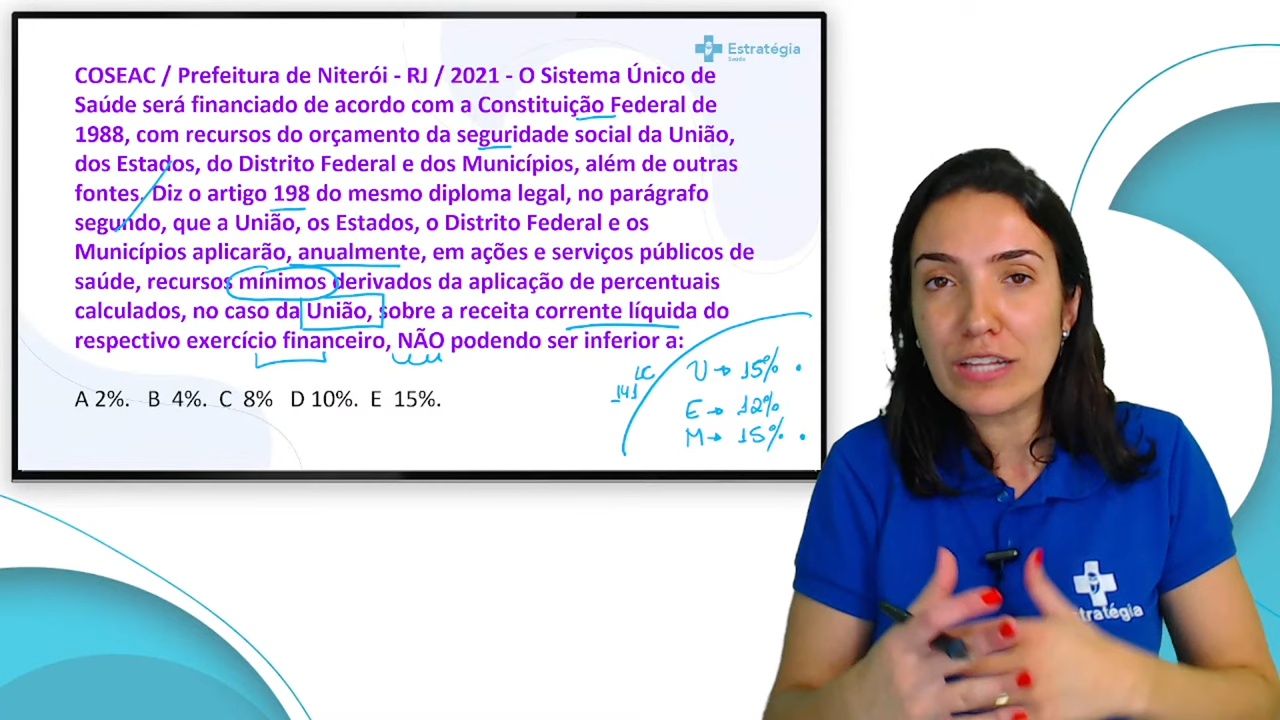 Estratégia
Saúde
COSEAC / Prefeitura de Niterói - RJ / 2021 - O Sistema Único de
Saúde será financiado de acordo com a Constituição Federal de
1988, com recursos do orçamento da seguridade social da União,
dos Estados, do Distrito Federal e dos Municípios, além de outras
fontes. Diz o artigo 198 do mesmo diploma legal, no parágrafo
segundo, que a União, os Estados, o Distrito Federal e os
Municípios aplicarão, anualmente, em ações e serviços públicos de
saúde, recursos mínimos derivados da aplicação de percentuais
calculados, no caso da União, sobre a receita corrente líquida do
respectivo exercício financeiro, NÃO podendo ser inferior a:
A 2%. B 4%. C 8% D 10%. E 15%.
LC
141
U → 15%
E → 12%
M → 15%
stratégia